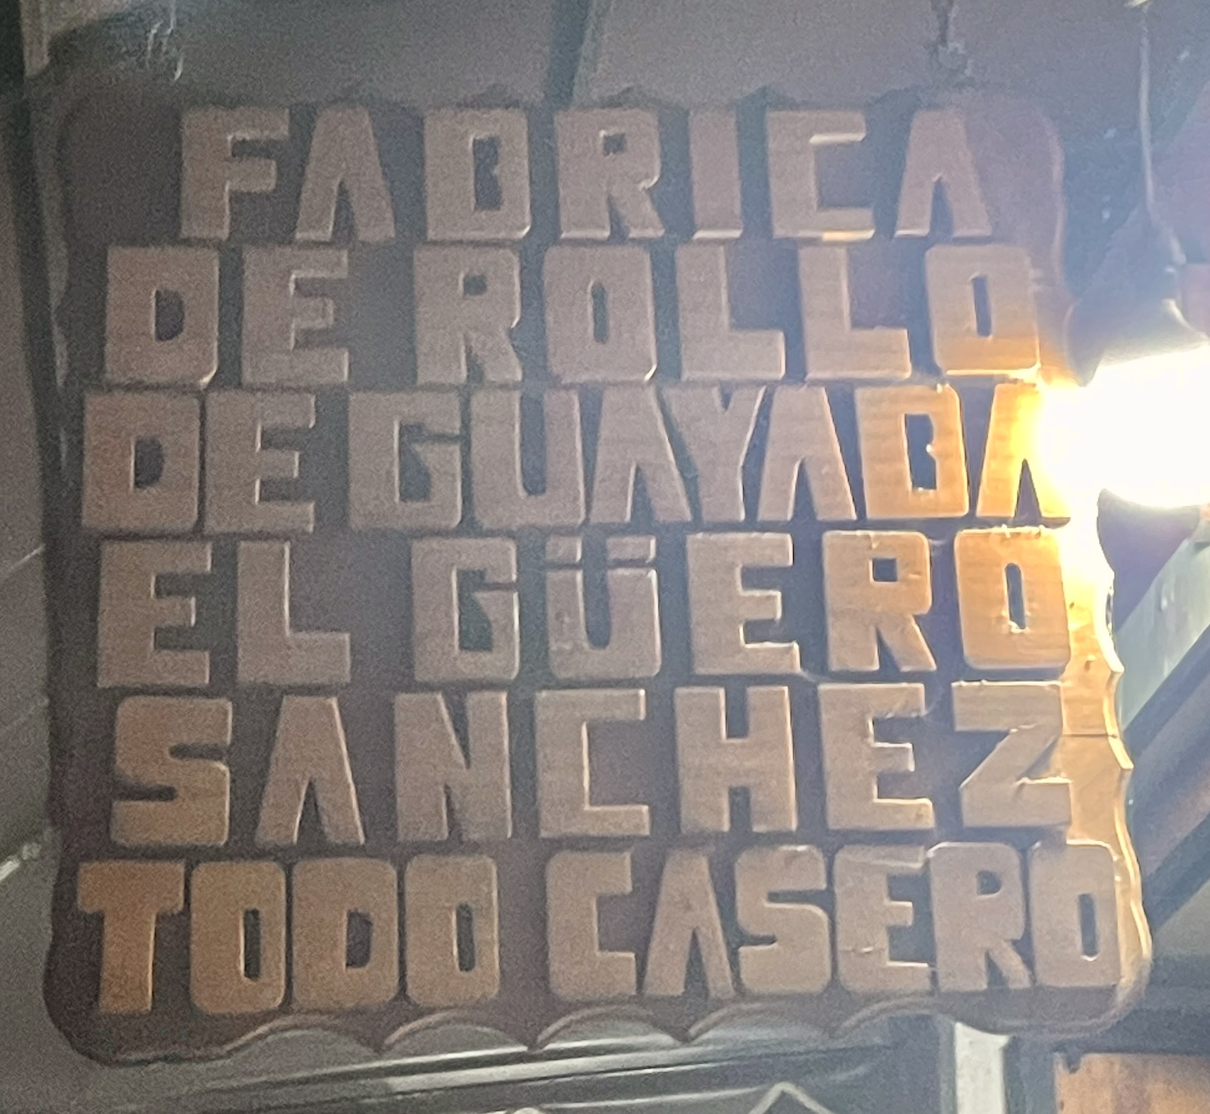 FABRICA
DE ROLLO
DE GUAYABA
EL GÜERO
SANCHEZ
TODO CASERO